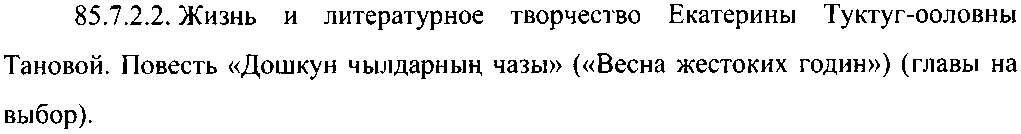 85.7.2.2. Жизнь и литературное творчество Екатерины Туктуг-ооловны
Тановой. Повесть «Дошкун чылдарның чазы» («Весна жестоких годин») (главы на
выбор).